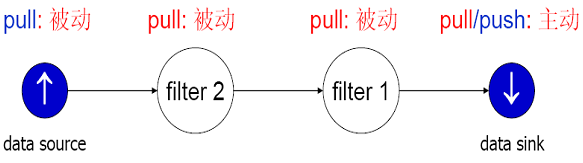 pull: 被动 pull: 被动 pull: 被动 pull/push: 主动
filter 2 filter 1
data source data sink